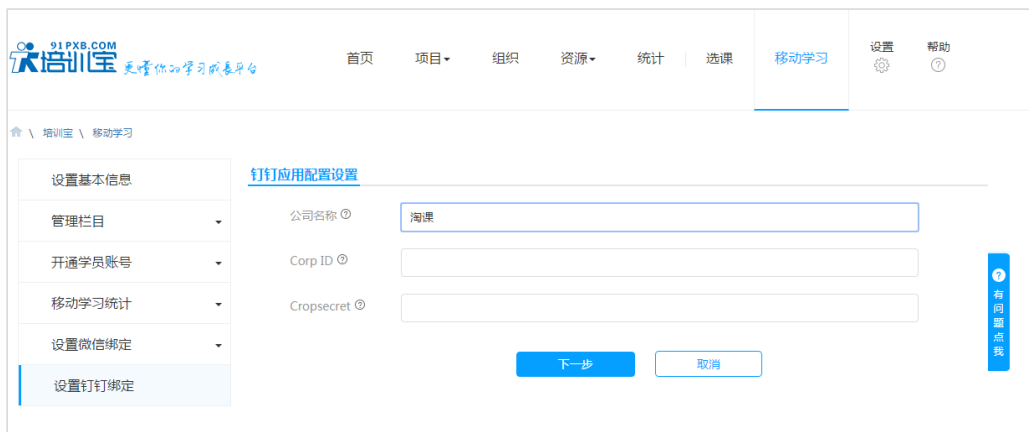 91PXB.COM
培训宝 更懂你的学习成长平台
首页 项目 组织 资源 统计 选课 移动学习 设置 帮助
\ 培训宝 \ 移动学习
设置基本信息
管理栏目
开通学员账号
移动学习统计
设置微信绑定
设置钉钉绑定
钉钉应用配置设置
公司名称
淘课
Corp ID
Cropsecret
下一步 取消
有问题点我